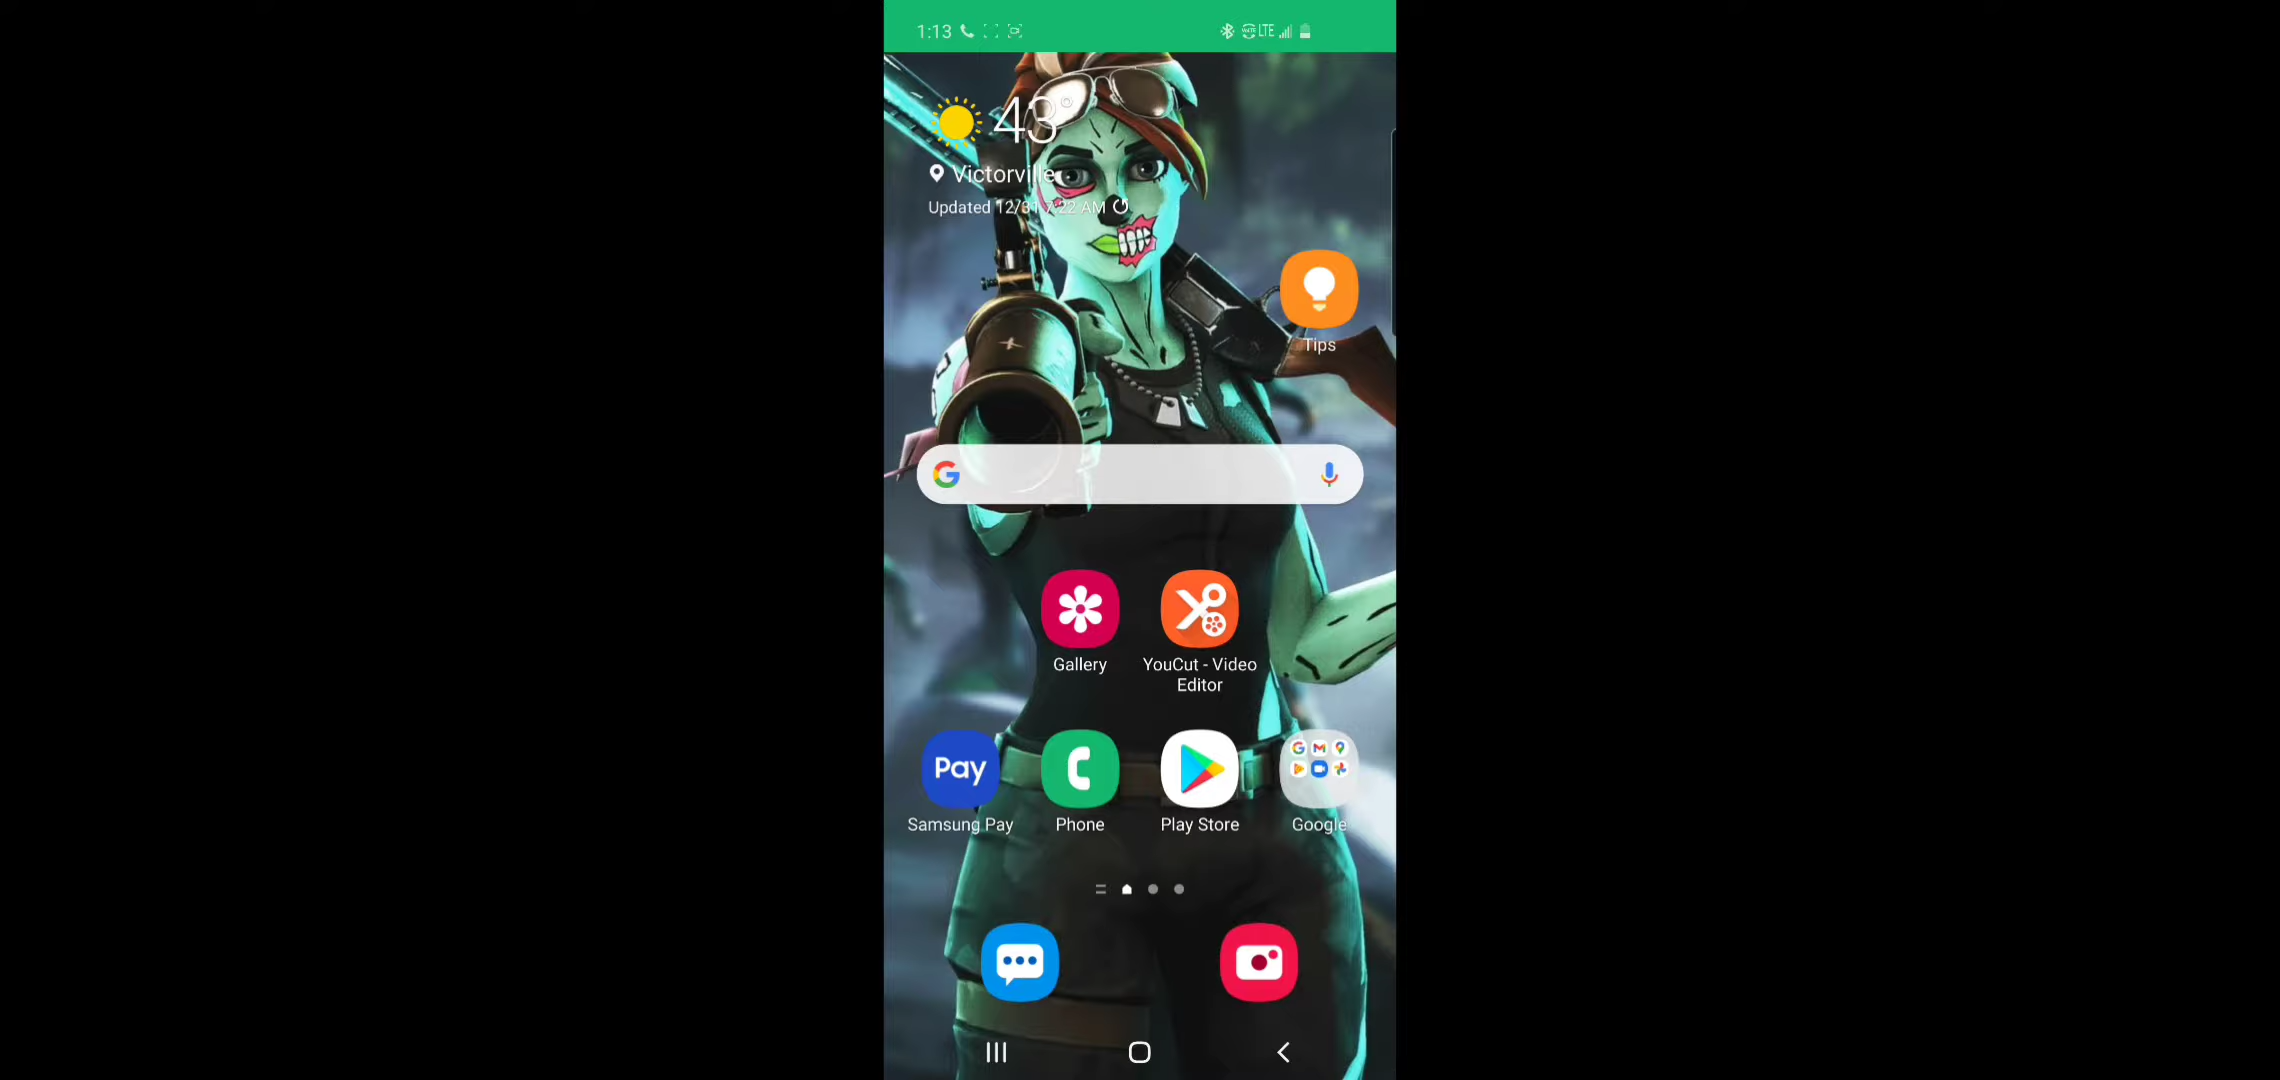 1:13
LTE
43°
Victorville
Updated 12/31 7:22 AM
Tips
Gallery
YouCut - Video
Editor
Pay
Samsung Pay
Phone
Play Store
Google